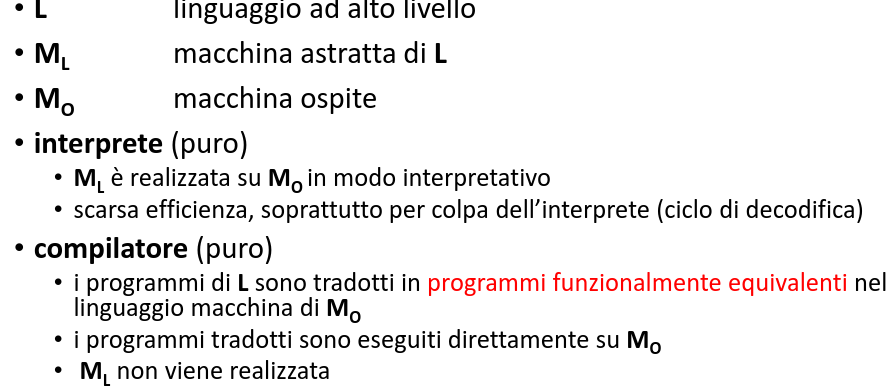 • L linguaggio ad alto livello
• M_L macchina astratta di L
• M_O macchina ospite
• interprete (puro)
• M_L è realizzata su M_O in modo interpretativo
• scarsa efficienza, soprattutto per colpa dell’interprete (ciclo di decodifica)
• compilatore (puro)
• i programmi di L sono tradotti in programmi funzionalmente equivalenti nel
linguaggio macchina di M_O
• i programmi tradotti sono eseguiti direttamente su M_O
• M_L non viene realizzata